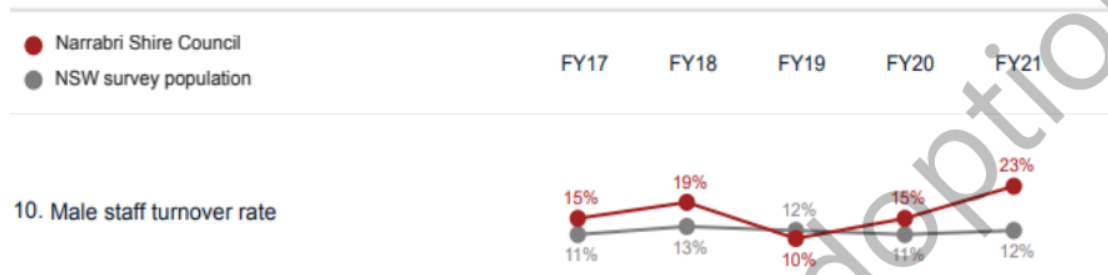 Narrabri Shire Council
NSW survey population
FY17 FY18 FY19 FY20 FY21
10. Male staff turnover rate
15% 19% 12% 15% 23%
11% 13% 10% 11% 12%